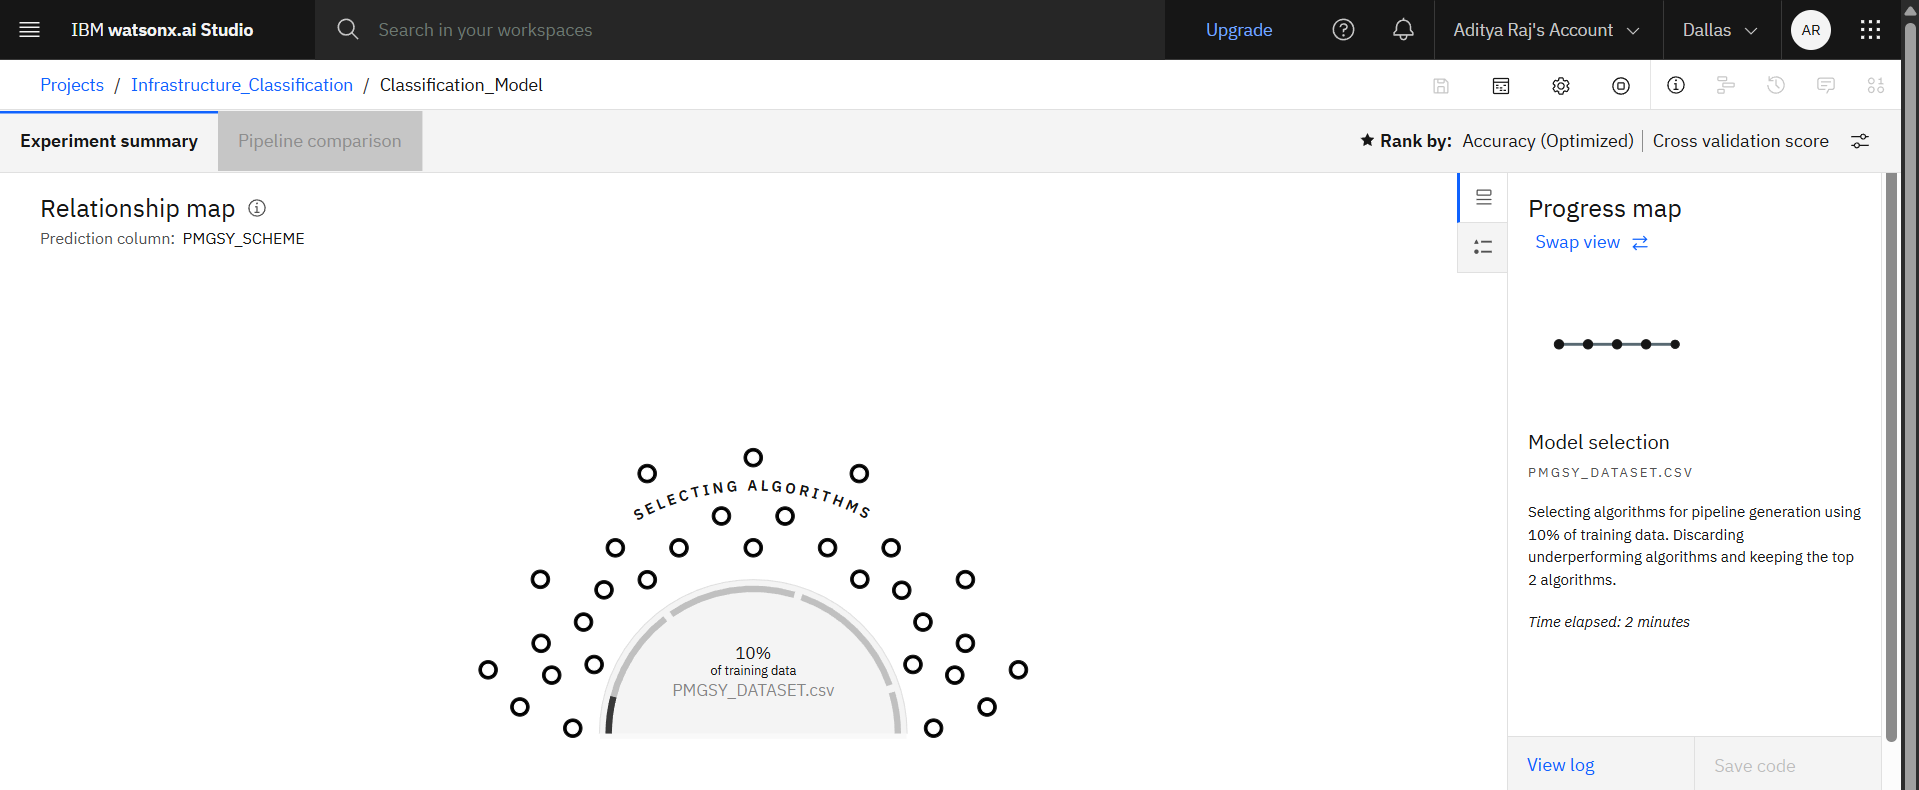 IBM watsonx.ai Studio
Search in your workspaces
Upgrade
Aditya Raj's Account
Dallas
AR
Projects / Infrastructure_Classification / Classification_Model
Experiment summary
Pipeline comparison
Rank by: Accuracy (Optimized) | Cross validation score
Relationship map
Prediction column: PMGSY_SCHEME
SELECTING ALGORITHMS
10%
of training data
PMGSY_DATASET.csv
Progress map
Swap view
Model selection
PMGSY_DATASET.CSV
Selecting algorithms for pipeline generation using
10% of training data. Discarding
underperforming algorithms and keeping the top
2 algorithms.
Time elapsed: 2 minutes
View log
Save code